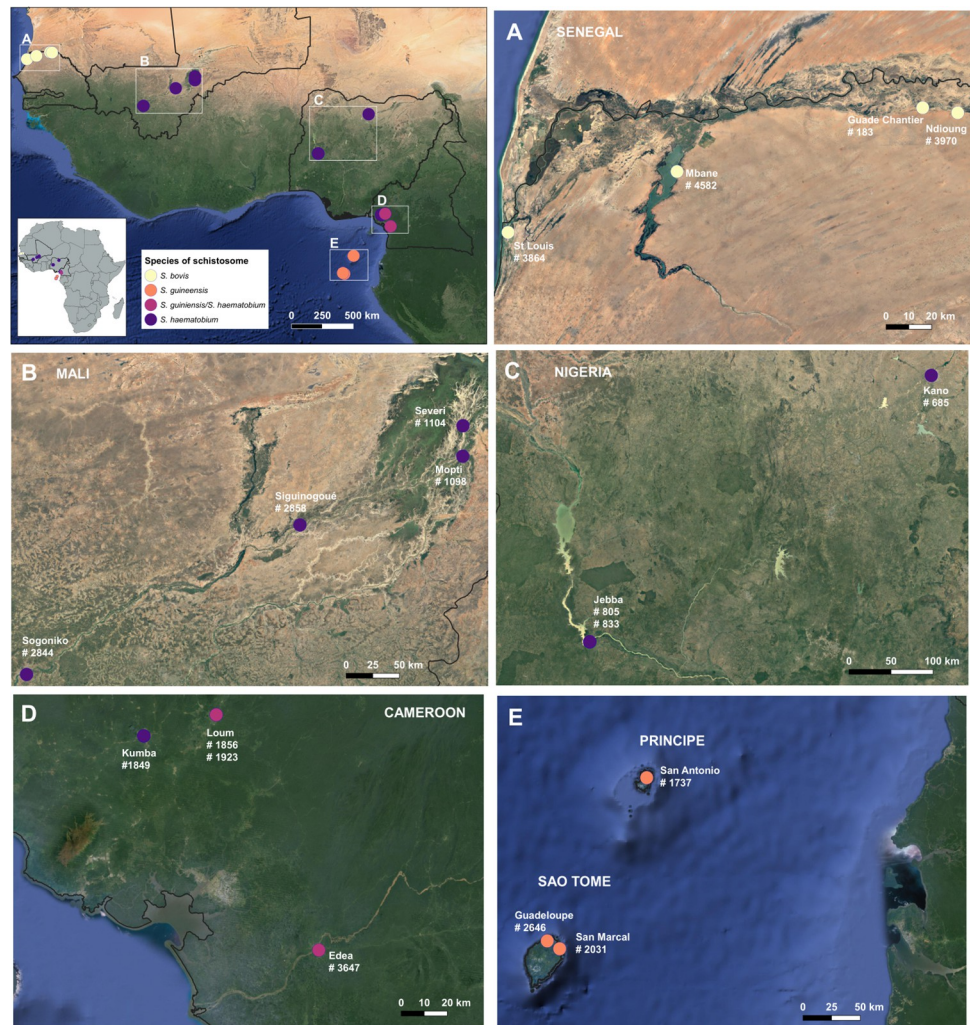 A
B
C
D
E
Species of schistosome
S. bovis
S. guineensis
S. guiniensis/S. haematobium
S. haematobium
0 250 500 km
A SENEGAL
Guade Chantier
# 183
Ndioung
# 3970
Mbane
# 4582
St Louis
# 3864
0 10 20 km
B MALI
Severi
# 1104
Mopti
# 1098
Siguinogoué
# 2858
Sogoniko
# 2844
0 25 50 km
C NIGERIA
Kano
# 685
Jebba
# 805
# 833
0 50 100 km
D CAMEROON
Loum
# 1856
# 1923
Kumba
#1849
Edea
# 3647
0 10 20 km
E
PRINCIPE
San Antonio
# 1737
SAO TOME
Guadeloupe
# 2646
San Marcal
# 2031
0 25 50 km